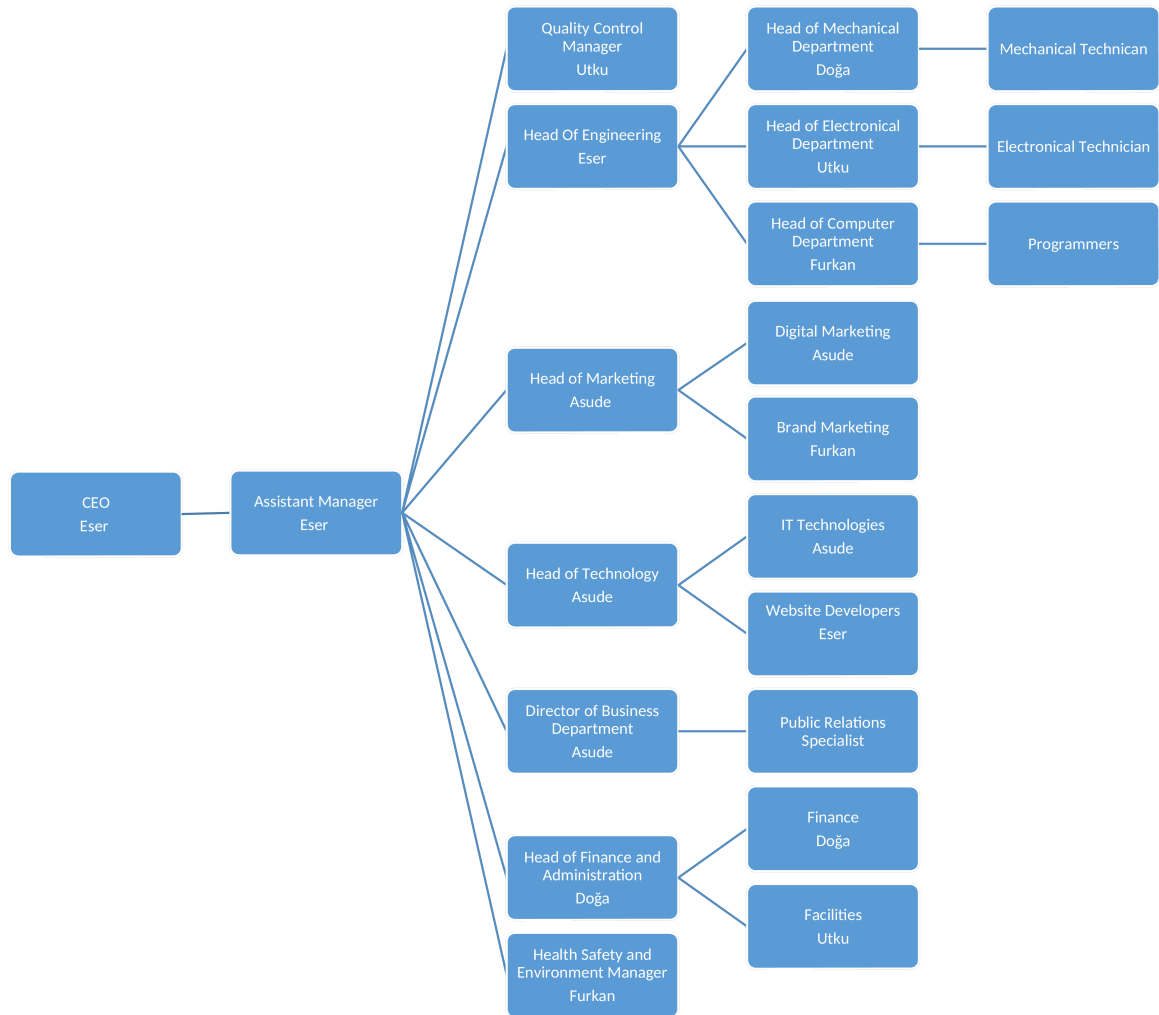 CEO
Eser
Assistant Manager
Eser
Quality Control
Manager
Utku
Head Of Engineering
Eser
Head of Mechanical
Department
Doğa
Mechanical Technican
Head of Electronical
Department
Utku
Electronical Technician
Head of Computer
Department
Furkan
Programmers
Head of Marketing
Asude
Digital Marketing
Asude
Brand Marketing
Furkan
Head of Technology
Asude
IT Technologies
Asude
Website Developers
Eser
Director of Business
Department
Asude
Public Relations
Specialist
Head of Finance and
Administration
Doğa
Finance
Doğa
Facilities
Utku
Health Safety and
Environment Manager
Furkan